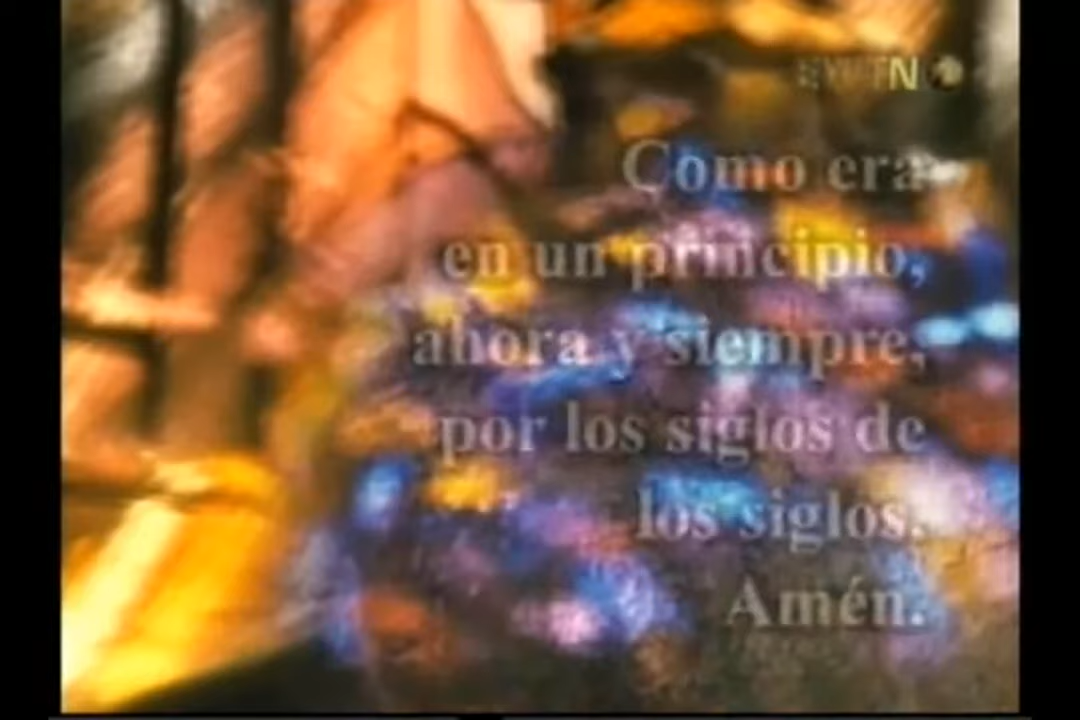 EWTN
Como era
en un principio,
ahora y siempre,
por los siglos de
los siglos.
Amén.